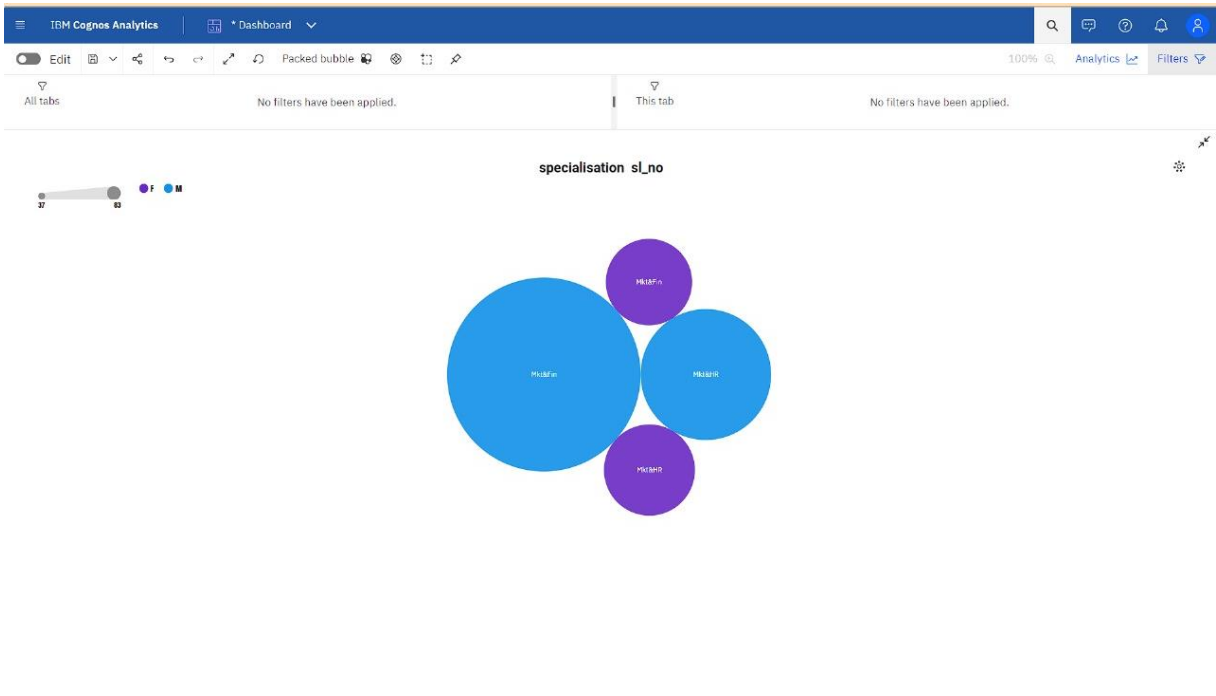 IBM Cognos Analytics
* Dashboard
Edit
Packed bubble
100%
Analytics
Filters
All tabs
No filters have been applied.
This tab
No filters have been applied.
specialisation sl_no
37
83
F
M
Mkt&Fin
Mkt&Fin
Mkt&HR
Mkt&HR